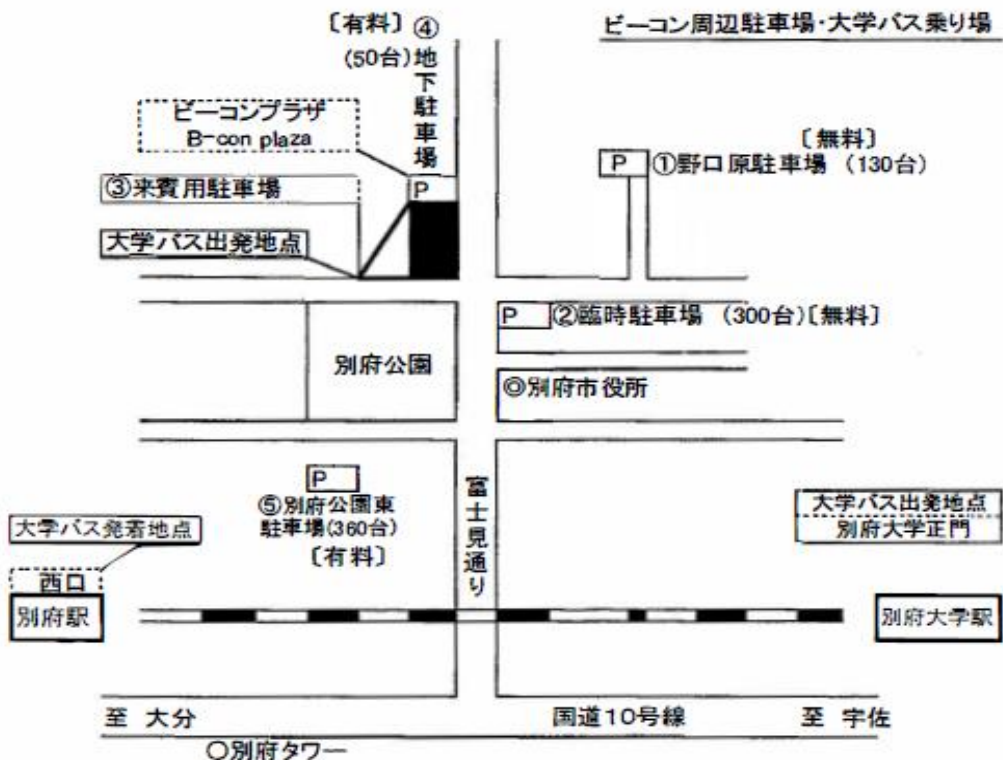 〔有料〕④
(50台)地下駐車場
ビーコン周辺駐車場・大学バス乗り場
ビーコンプラザ
B-con plaza
P
③来賓用駐車場
大学バス出発地点
〔無料〕
P ①野口原駐車場 (130台)
P ②臨時駐車場 (300台)〔無料〕
別府公園
◎別府市役所
P
⑤別府公園東
駐車場(360台)
〔有料〕
富士見通り
大学バス出発地点
別府大学正門
大学バス発着地点
西口
別府駅
別府大学駅
至 大分
国道10号線
至 宇佐
○別府タワー